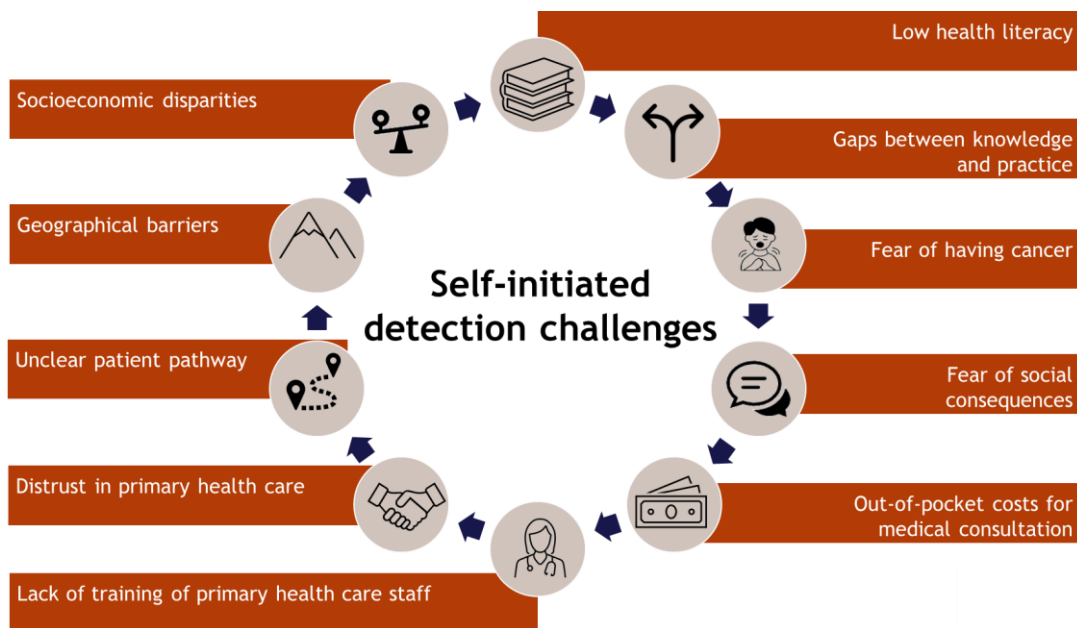 Low health literacy
Socioeconomic disparities
Gaps between knowledge
and practice
Geographical barriers
Fear of having cancer
Self-initiated
detection challenges
Unclear patient pathway
Fear of social
consequences
Distrust in primary health care
Out-of-pocket costs for
medical consultation
Lack of training of primary health care staff